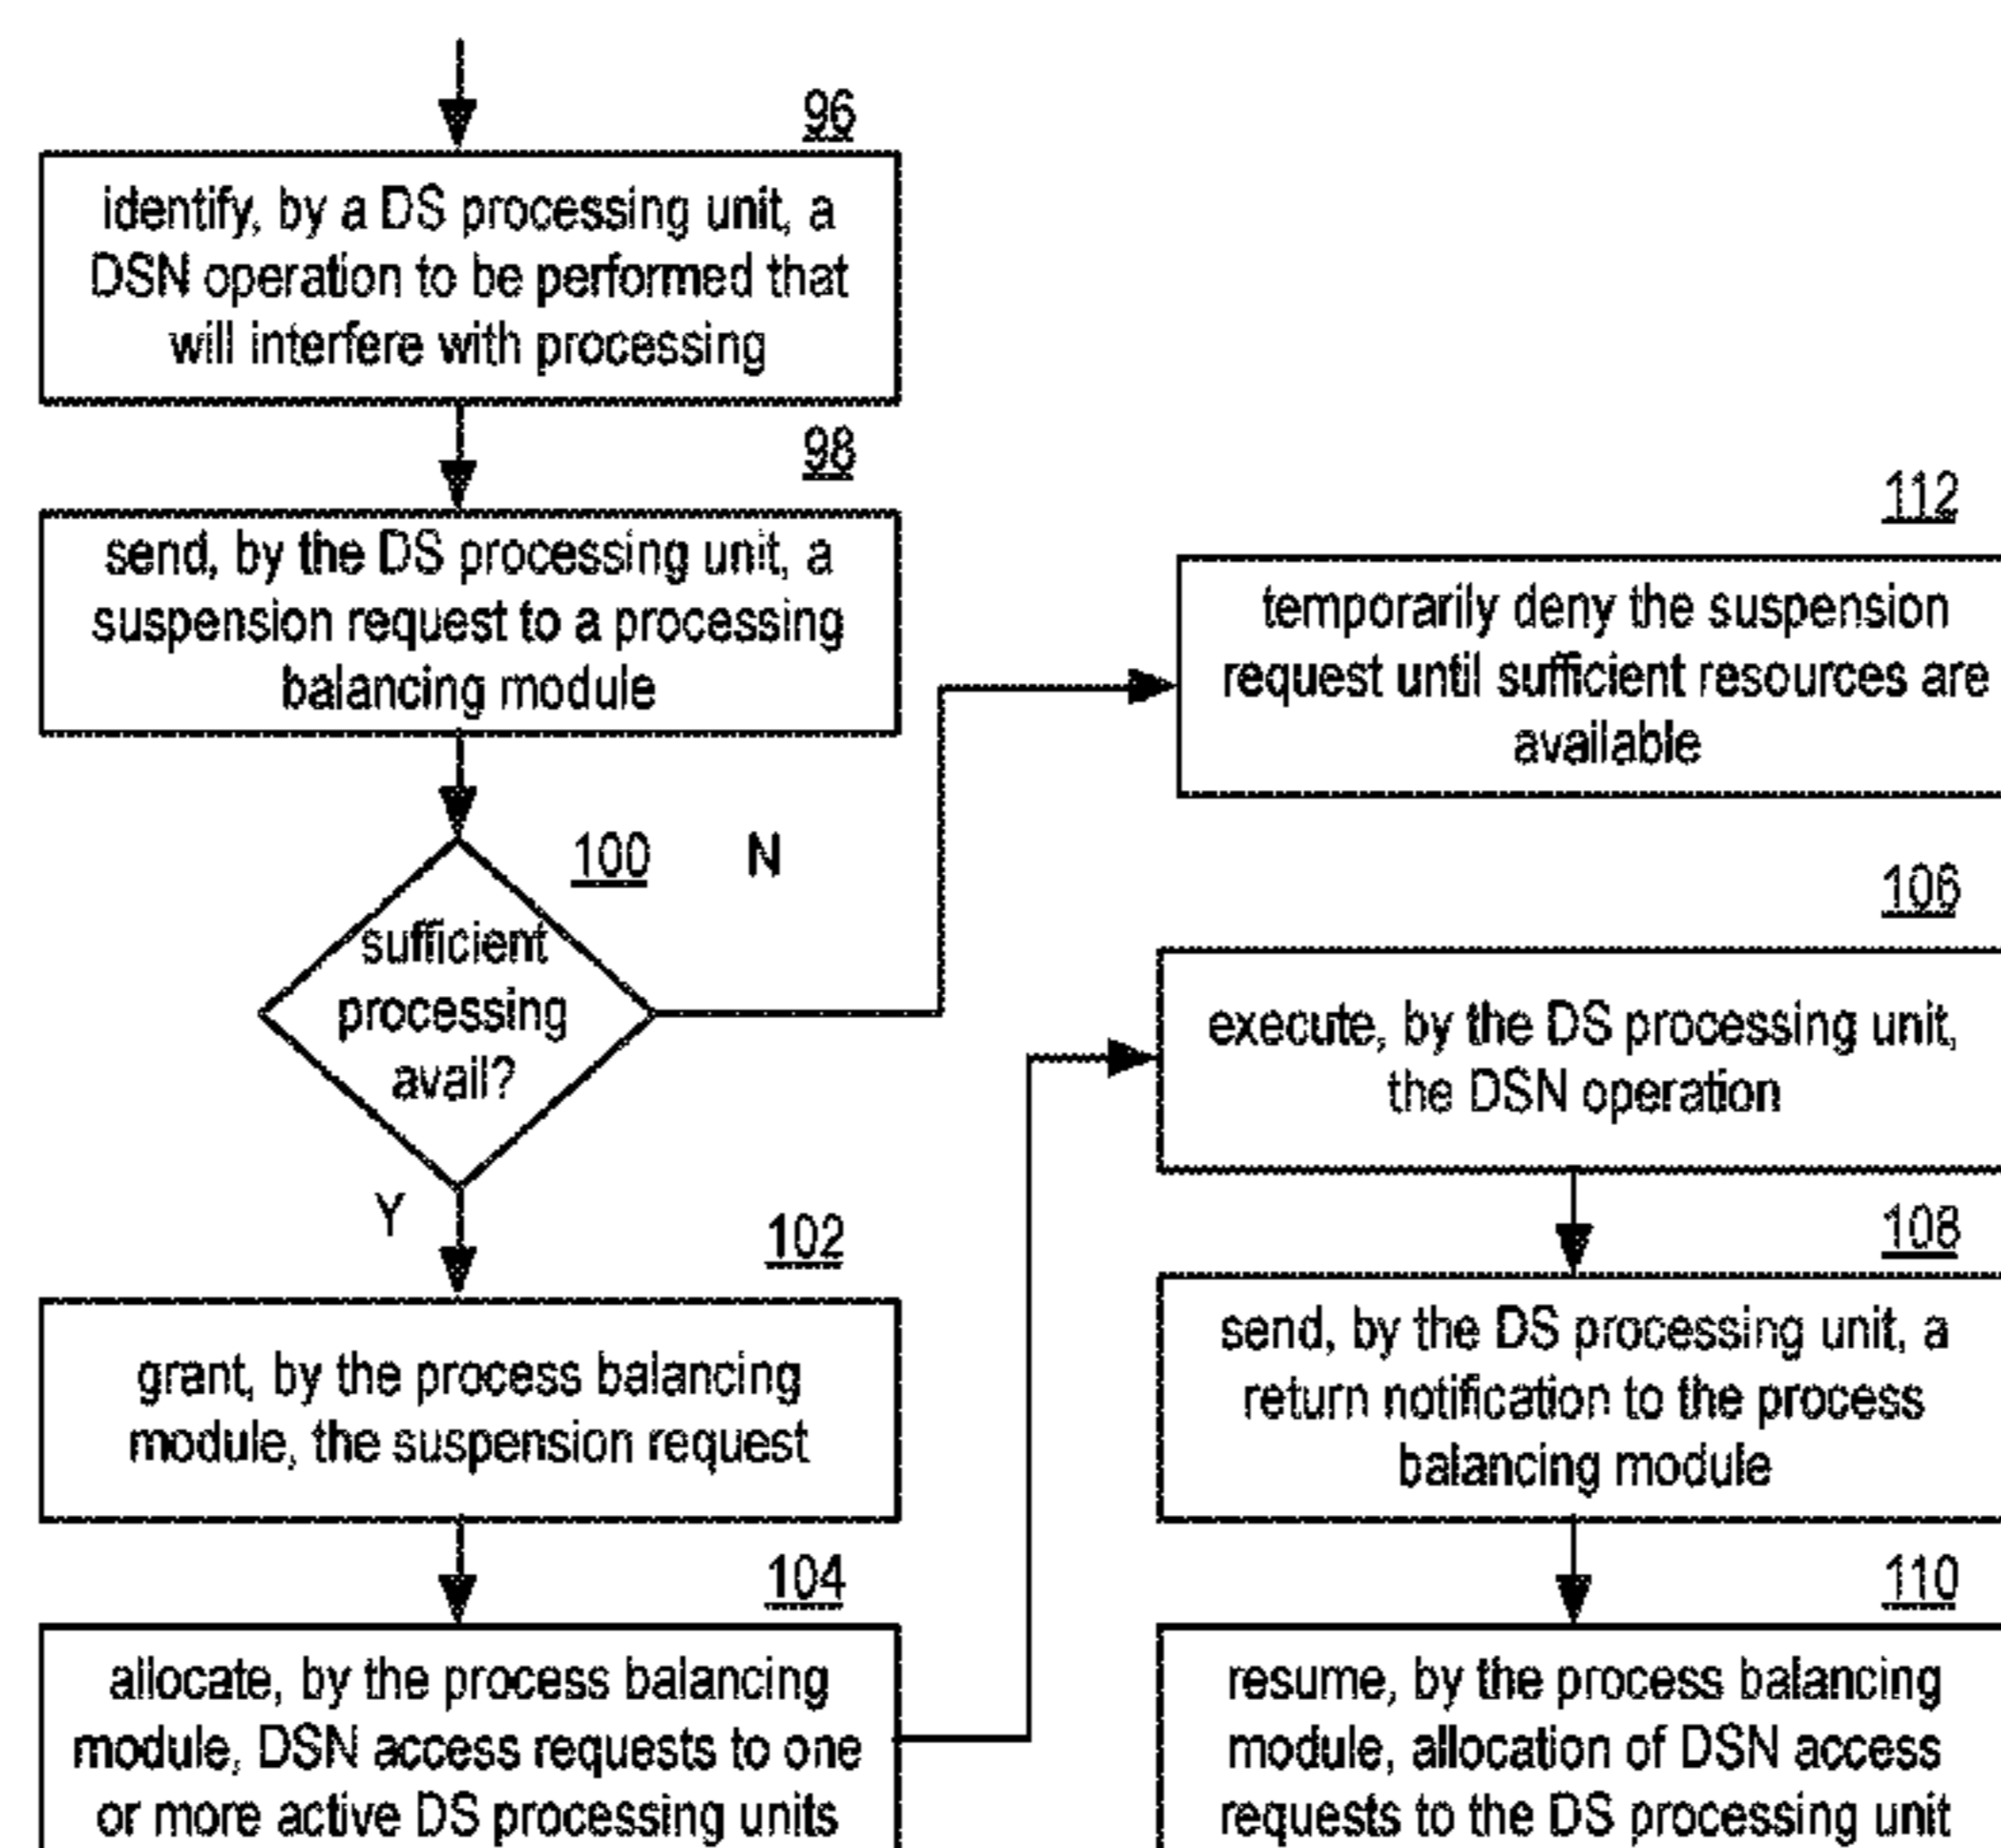 96
identify, by a DS processing unit, a
DSN operation to be performed that
will interfere with processing
98
send, by the DS processing unit, a
suspension request to a processing
balancing module
100
N
sufficient
processing
avail?
Y
102
grant, by the process balancing
module, the suspension request
104
allocate, by the process balancing
module, DSN access requests to one
or more active DS processing units
112
temporarily deny the suspension
request until sufficient resources are
available
106
execute, by the DS processing unit,
the DSN operation
108
send, by the DS processing unit, a
return notification to the process
balancing module
110
resume, by the process balancing
module, allocation of DSN access
requests to the DS processing unit